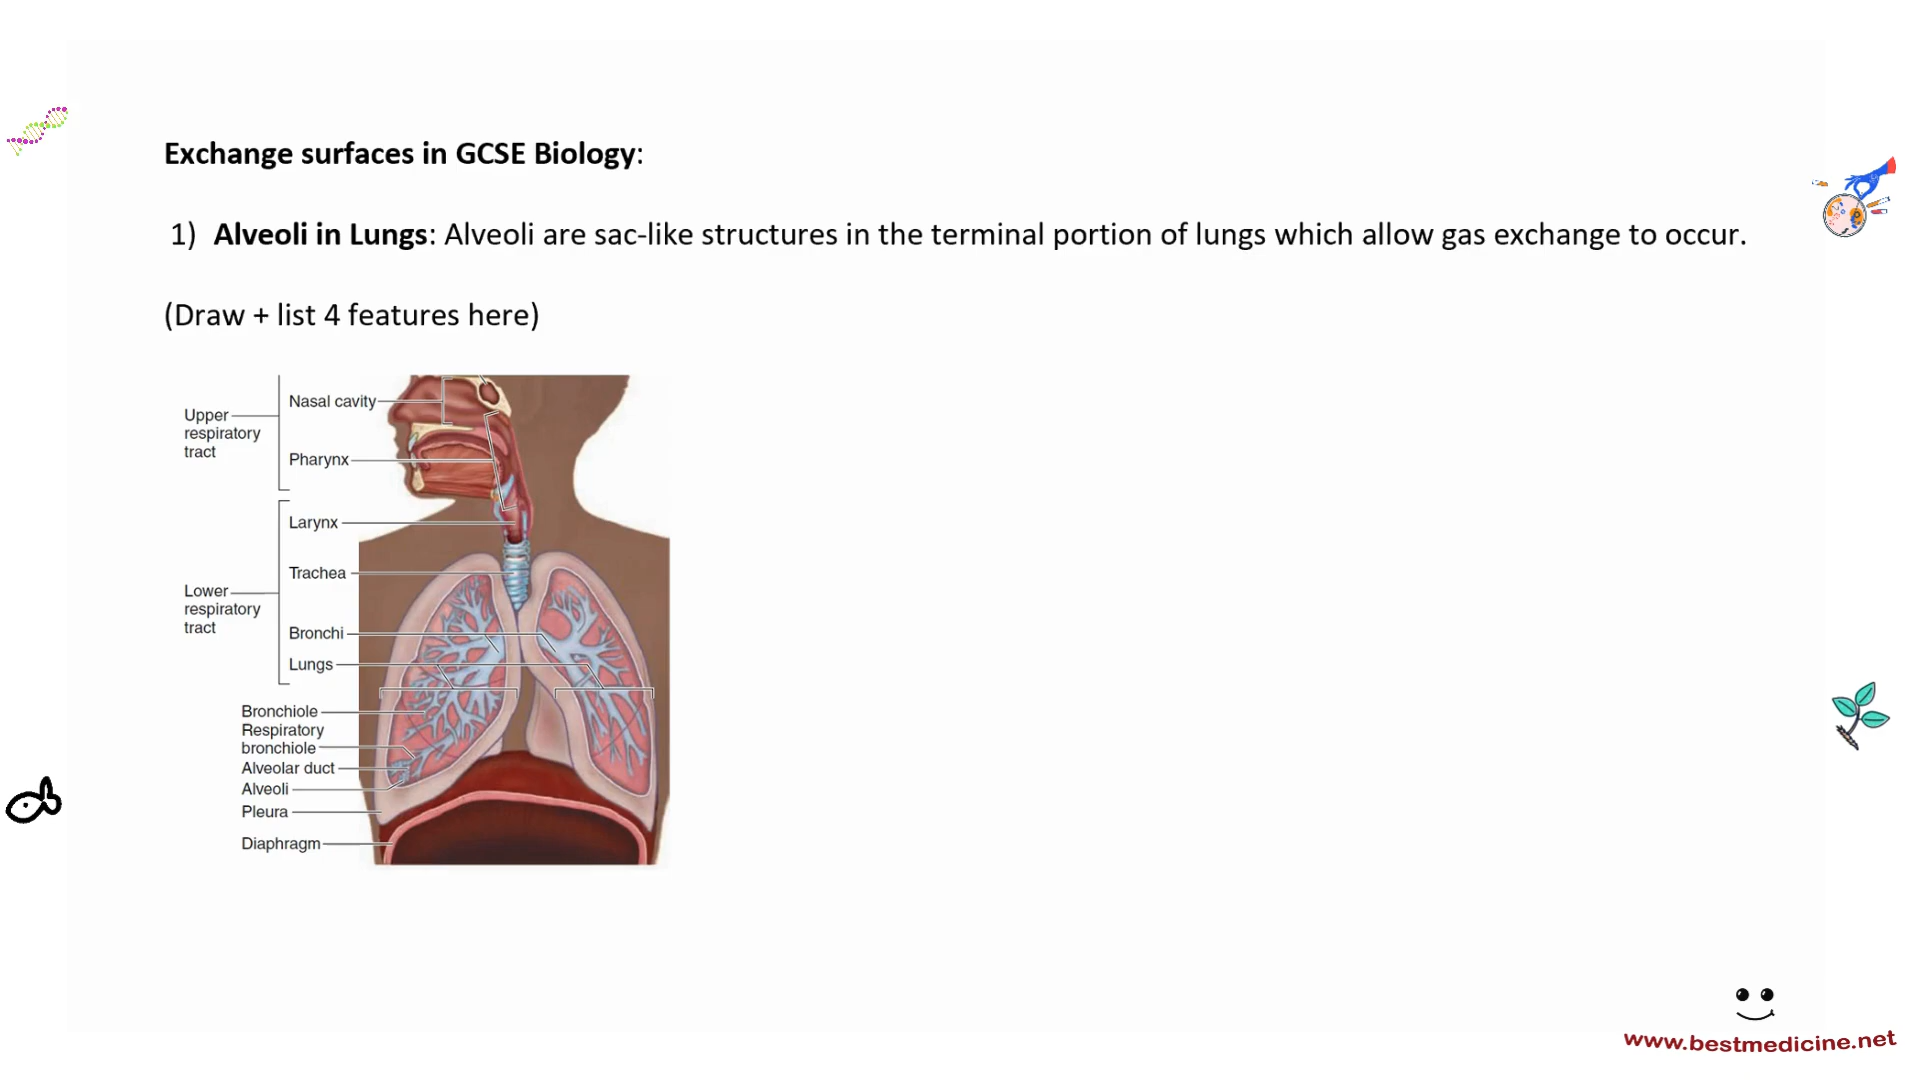 Exchange surfaces in GCSE Biology:
1) Alveoli in Lungs: Alveoli are sac-like structures in the terminal portion of lungs which allow gas exchange to occur.
(Draw + list 4 features here)
Upper
respiratory
tract
Nasal cavity
Pharynx
Lower
respiratory
tract
Larynx
Trachea
Bronchi
Lungs
Bronchiole
Respiratory
bronchiole
Alveolar duct
Alveoli
Pleura
Diaphragm
www.bestmedicine.net